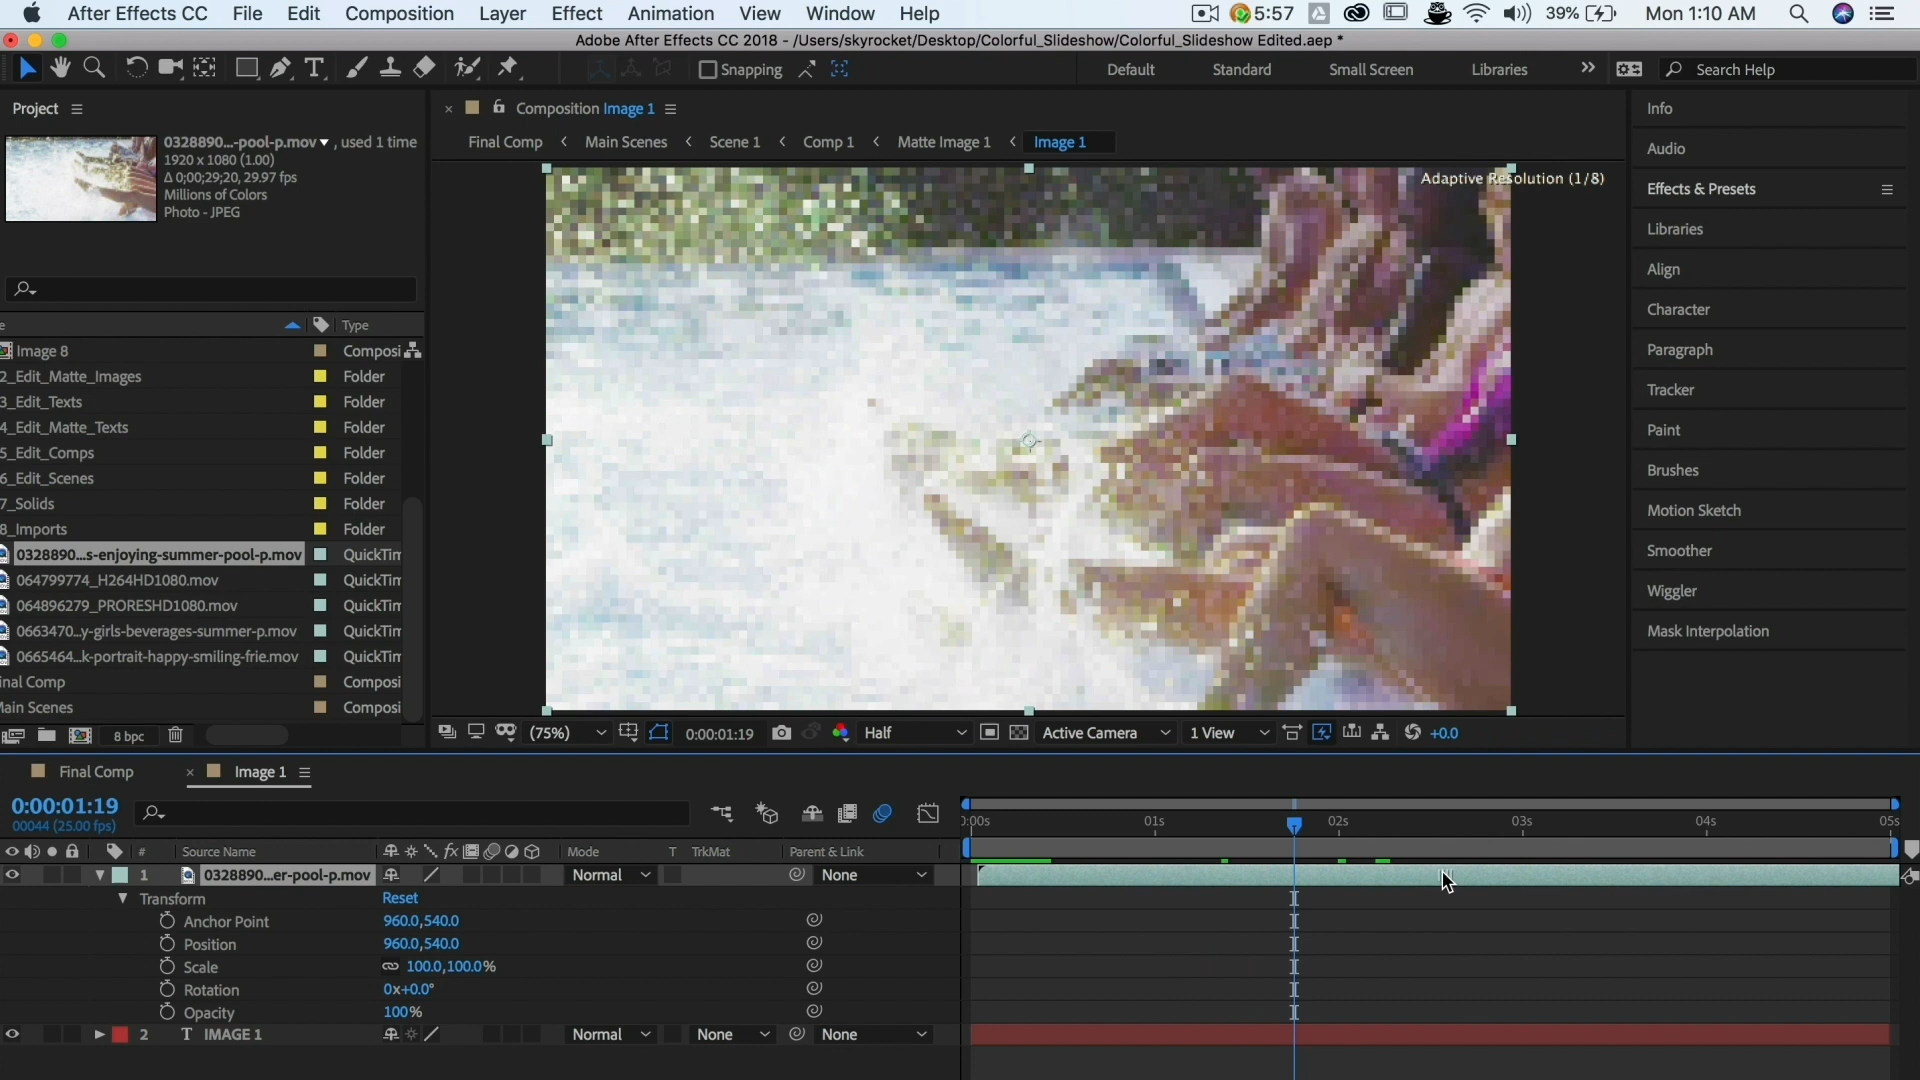 After Effects CC File Edit Composition Layer Effect Animation View Window Help 5:57 39% Mon 1:10 AM
Adobe After Effects CC 2018 - /Users/skyrocket/Desktop/Colorful_Slideshow/Colorful_Slideshow Edited.aep *
Snapping Default Standard Small Screen Libraries Search Help
Project
0328890...-pool-p.mov , used 1 time
1920 x 1080 (1.00)
Δ 0;00;29;20, 29.97 fps
Millions of Colors
Photo - JPEG
e Type
Image 8 Composi
2_Edit_Matte_Images Folder
3_Edit_Texts Folder
4_Edit_Matte_Texts Folder
5_Edit_Comps Folder
6_Edit_Scenes Folder
7_Solids Folder
8_Imports Folder
0328890...s-enjoying-summer-pool-p.mov QuickTim
064799774_H264HD1080.mov QuickTim
064896279_PRORESHD1080.mov QuickTim
0663470...y-girls-beverages-summer-p.mov QuickTim
0665464...k-portrait-happy-smiling-frie.mov QuickTim
inal Comp Composi
Main Scenes Composi
8 bpc
Composition Image 1
Final Comp Main Scenes Scene 1 Comp 1 Matte Image 1 Image 1
Adaptive Resolution (1/8)
(75%) 0:00:01:19 Half Active Camera 1 View +0.0
Info
Audio
Effects & Presets
Libraries
Align
Character
Paragraph
Tracker
Paint
Brushes
Motion Sketch
Smoother
Wiggler
Mask Interpolation
Final Comp Image 1
0:00:01:19
00044 (25.00 fps)
):00s 01s 02s 03s 04s 05s
# Source Name fx Mode T TrkMat Parent & Link
1 0328890...er-pool-p.mov Normal None
Transform Reset
Anchor Point 960.0,540.0
Position 960.0,540.0
Scale 100.0,100.0%
Rotation 0x+0.0°
Opacity 100%
2 T IMAGE 1 Normal None None